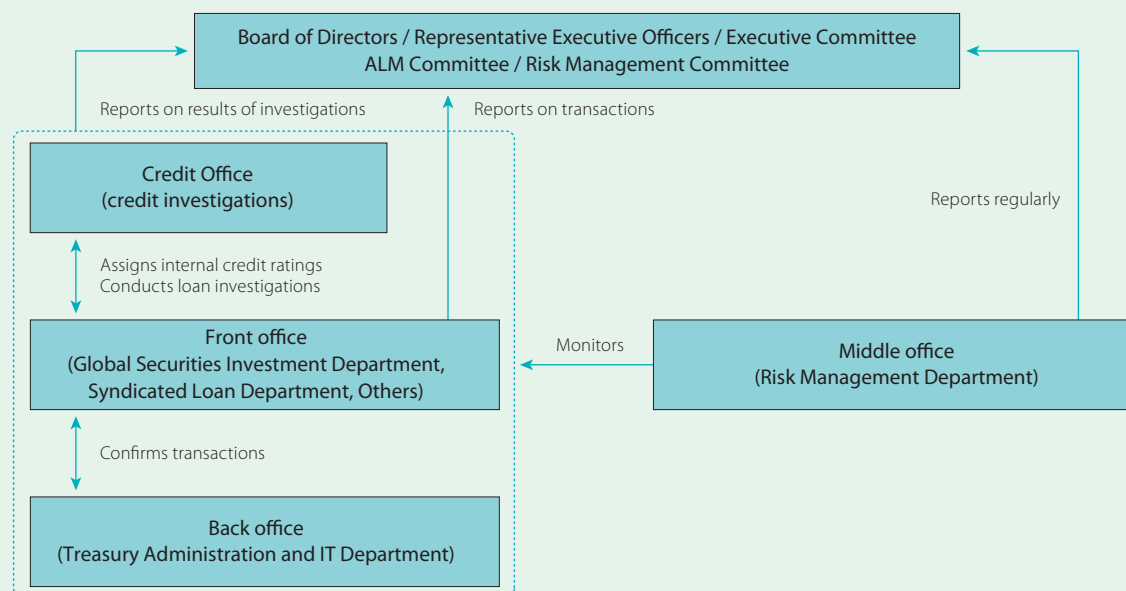 Board of Directors / Representative Executive Officers / Executive Committee
ALM Committee / Risk Management Committee
Reports on results of investigations
Reports on transactions
Credit Office
(credit investigations)
Reports regularly
Assigns internal credit ratings
Conducts loan investigations
Front office
(Global Securities Investment Department,
Syndicated Loan Department, Others)
Monitors
Middle office
(Risk Management Department)
Confirms transactions
Back office
(Treasury Administration and IT Department)